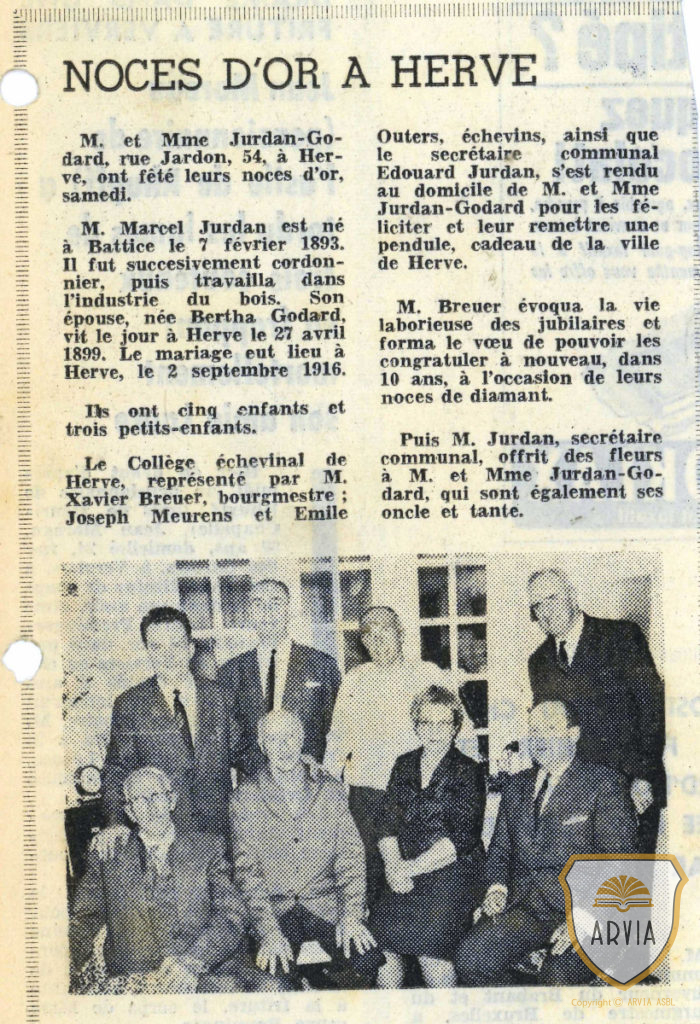 NOCES D'OR A HERVE
M. et Mme Jurdan-Go-
dard, rue Jardon, 54, à Her-
ve, ont fêté leurs noces d'or,
samedi.
M. Marcel Jurdan est né
à Battice le 7 février 1893.
Il fut succesivement cordon-
nier, puis travailla dans
l'industrie du bois. Son
épouse, née Bertha Godard,
vit le jour à Herve le 27 avril
1899. Le mariage eut lieu à
Herve, le 2 septembre 1916.
Ils ont cinq enfants et
trois petits-enfants.
Le Collège échevinal de
Herve, représenté par M.
Xavier Breuer, bourgmestre ;
Joseph Meurens et Emile
Outers, échevins, ainsi que
le secrétaire communal
Edouard Jurdan, s'est rendu
au domicile de M. et Mme
Jurdan-Godard pour les fé-
liciter et leur remettre une
pendule, cadeau de la ville
de Herve.
M. Breuer évoqua la vie
laborieuse des jubilaires et
forma le vœu de pouvoir les
congratuler à nouveau, dans
10 ans, à l'occasion de leurs
noces de diamant.
Puis M. Jurdan, secrétaire
communal, offrit des fleurs
à M. et Mme Jurdan-Go-
dard, qui sont également ses
oncle et tante.
ARVIA
Copyright © ARVIA ASBL